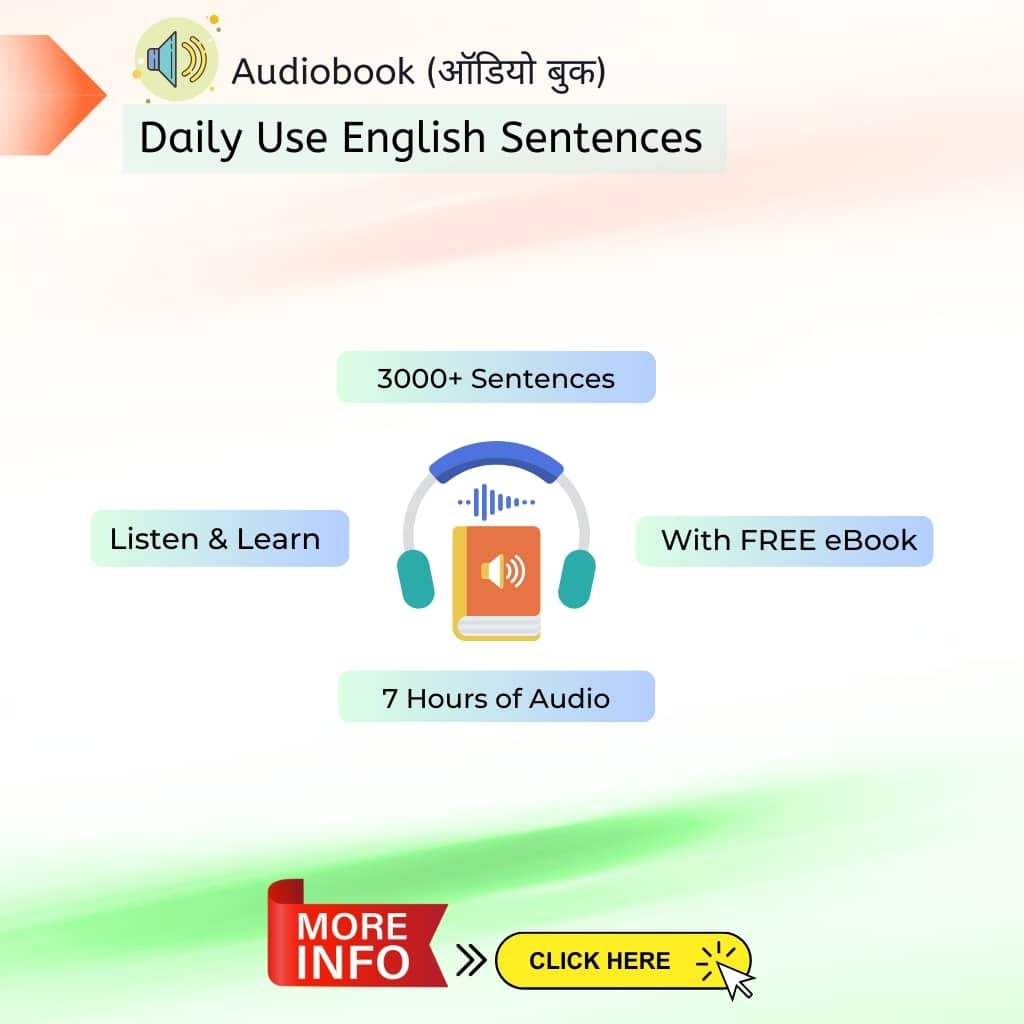 Audiobook (ऑडियो बुक)
Daily Use English Sentences
3000+ Sentences
Listen & Learn
With FREE eBook
7 Hours of Audio
MORE
INFO
CLICK HERE